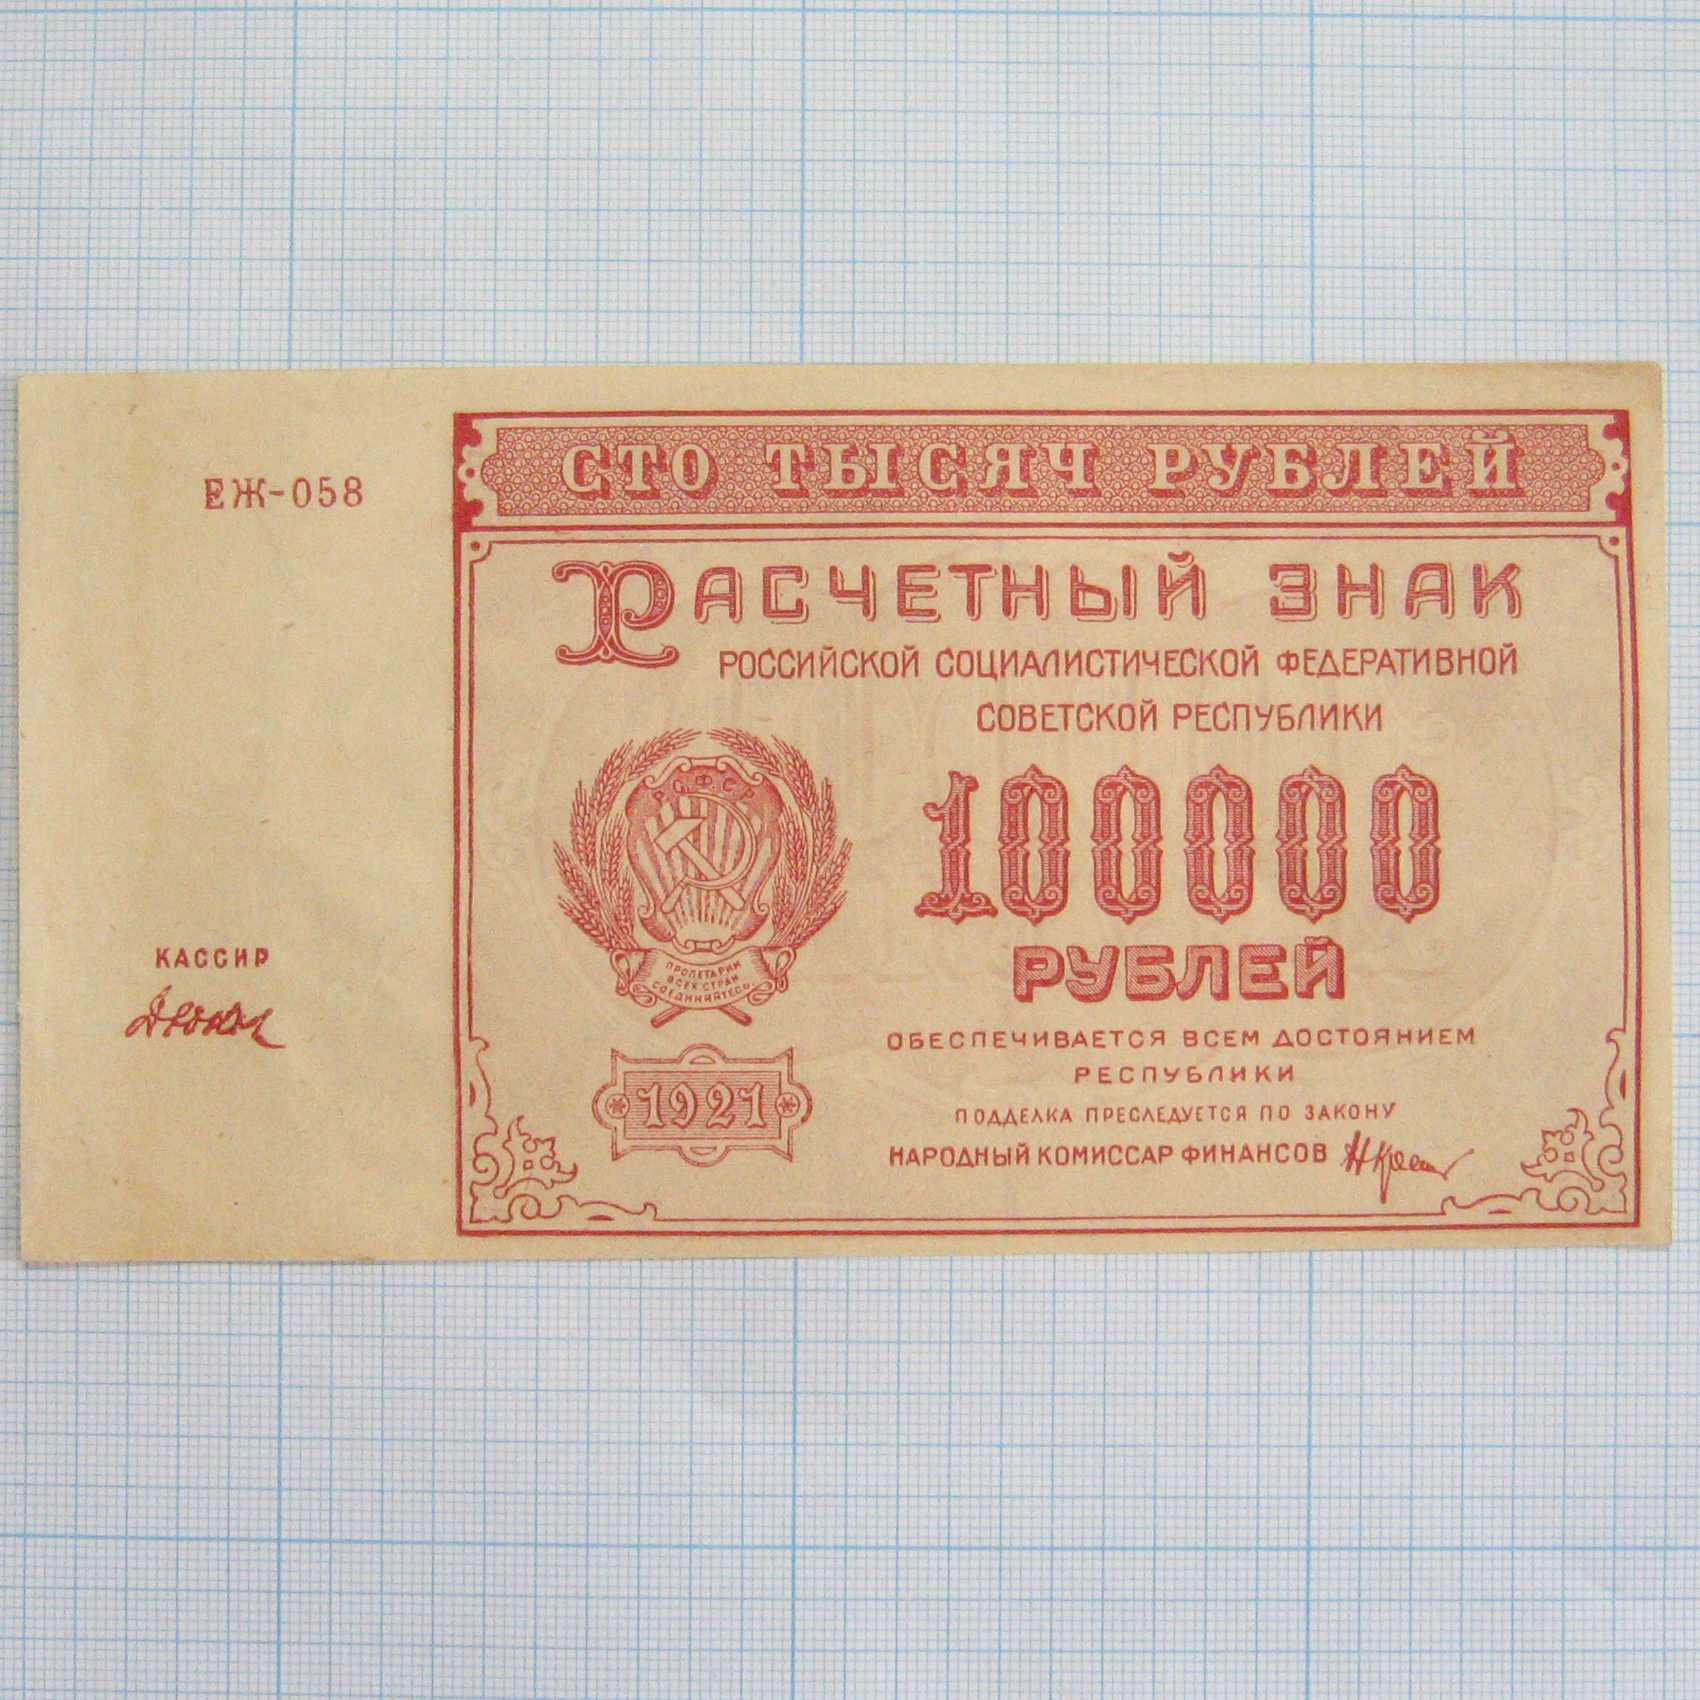 ЕЖ-058
КАССИР
СТО ТЫСЯЧ РУБЛЕЙ
РАСЧЕТНЫЙ ЗНАК
РОССИЙСКОЙ СОЦИАЛИСТИЧЕСКОЙ ФЕДЕРАТИВНОЙ
СОВЕТСКОЙ РЕСПУБЛИКИ
Р.С.Ф.С.Р.
ПРОЛЕТАРИИ
ВСЕХ СТРАН
СОЕДИНЯЙТЕСЬ
1921
100000
РУБЛЕЙ
ОБЕСПЕЧИВАЕТСЯ ВСЕМ ДОСТОЯНИЕМ
РЕСПУБЛИКИ
ПОДДЕЛКА ПРЕСЛЕДУЕТСЯ ПО ЗАКОНУ
НАРОДНЫЙ КОМИССАР ФИНАНСОВ